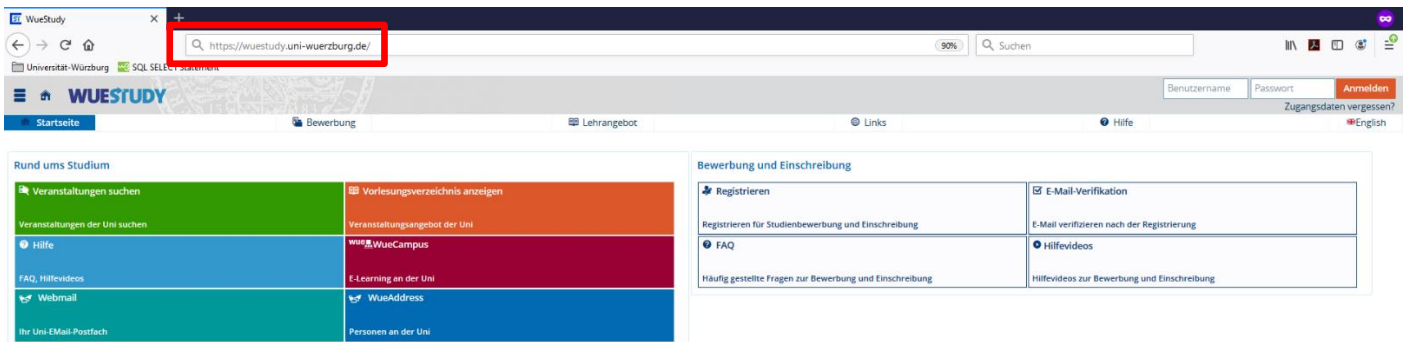 WueStudy
https://wuestudy.uni-wuerzburg.de/
90%
Suchen
Universität-Würzburg
SQL SELECT Statement
WUESTUDY
Benutzername
Passwort
Anmelden
Zugangsdaten vergessen?
Startseite
Bewerbung
Lehrangebot
Links
Hilfe
English
Rund ums Studium
Veranstaltungen suchen
Veranstaltungen der Uni suchen
Vorlesungsverzeichnis anzeigen
Veranstaltungsangebot der Uni
Hilfe
FAQ, Hilfevideos
WueCampus
E-Learning an der Uni
Webmail
Ihr Uni-EMail-Postfach
WueAddress
Personen an der Uni
Bewerbung und Einschreibung
Registrieren
Registrieren für Studienbewerbung und Einschreibung
E-Mail-Verifikation
E-Mail verifizieren nach der Registrierung
FAQ
Häufig gestellte Fragen zur Bewerbung und Einschreibung
Hilfevideos
Hilfevideos zur Bewerbung und Einschreibung